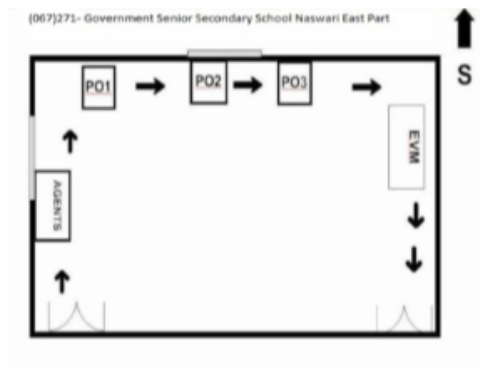 (067)271- Government Senior Secondary School Naswari East Part
S
PO1
PO2
PO3
EVM
AGENTS